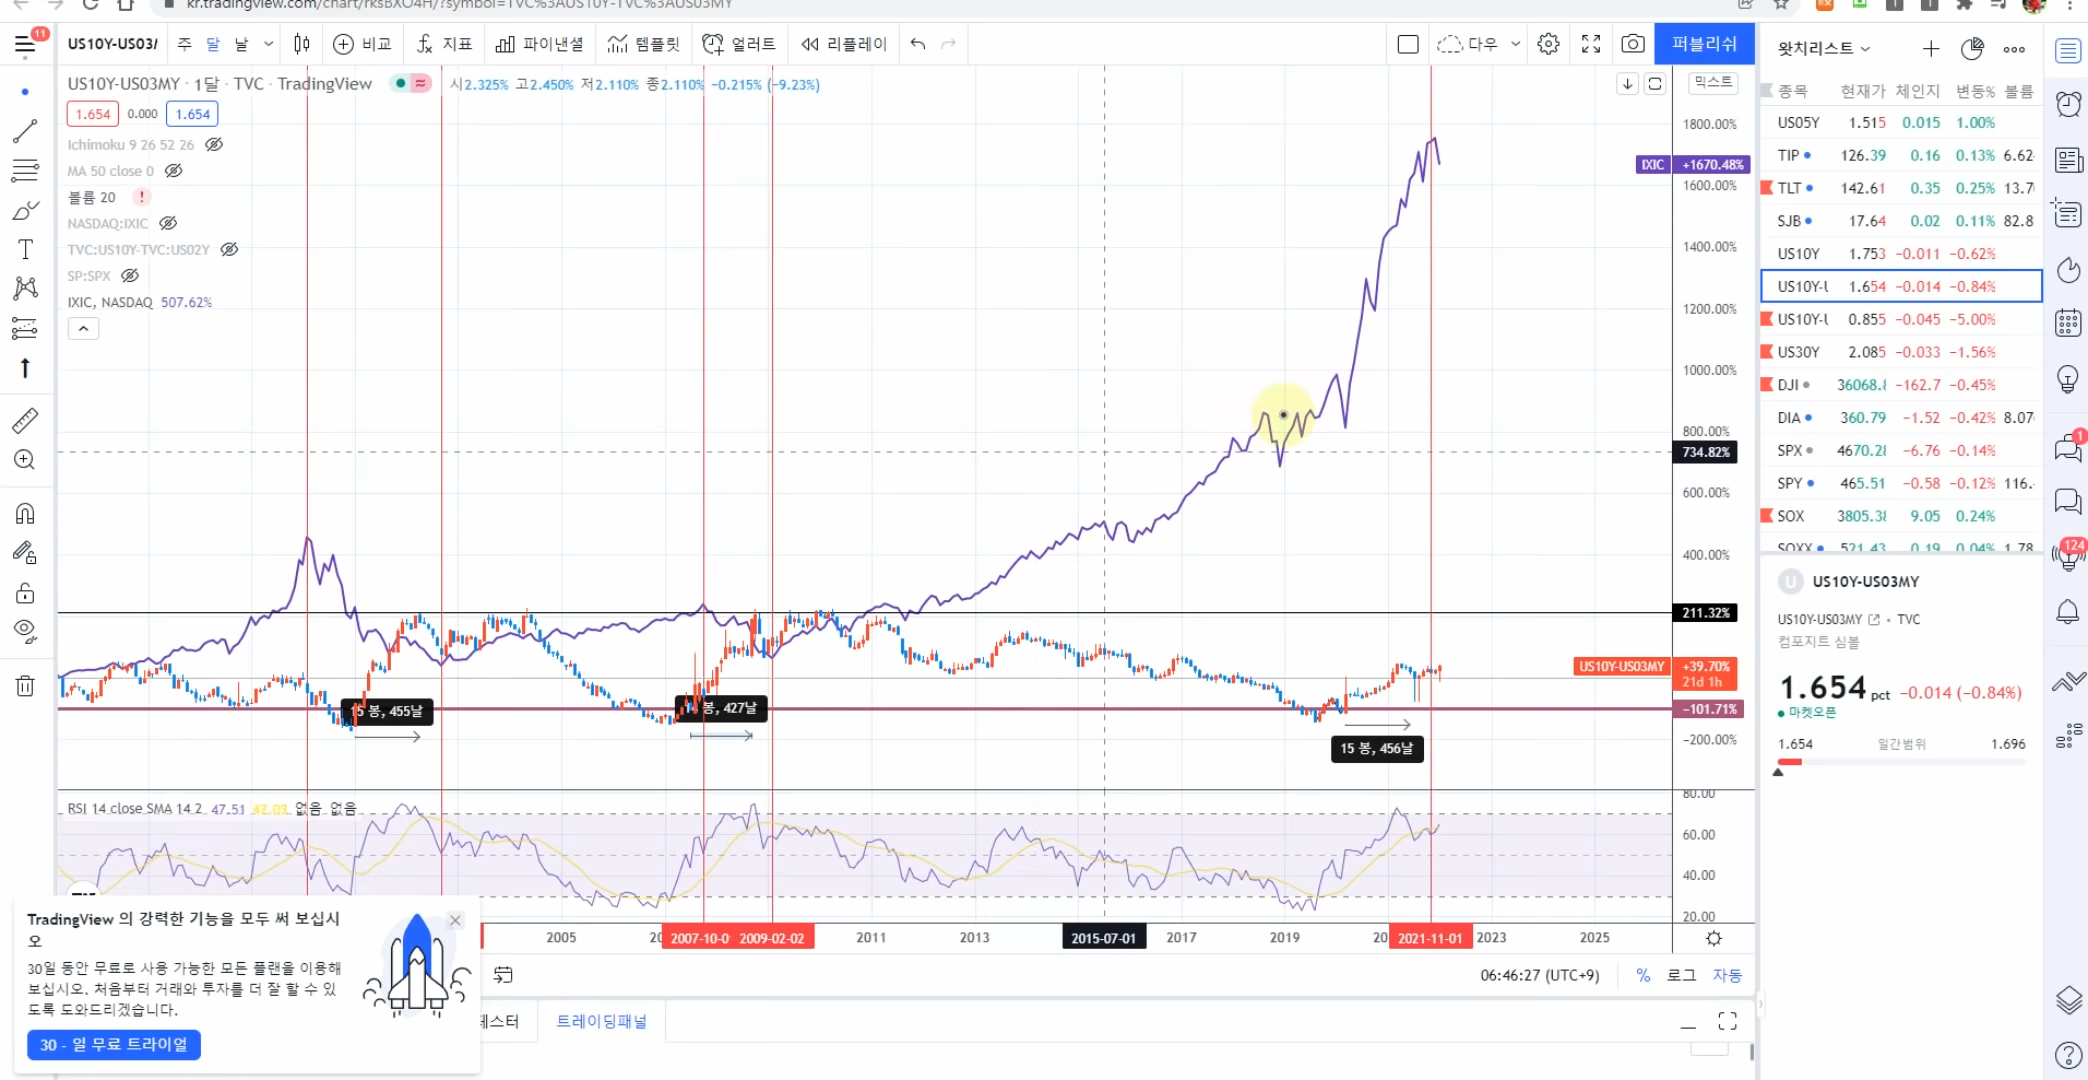 kr.tradingview.com/chart/rksBXO4H/?symbol=TVC%3AUS10Y-TVC%3AUS03MY
11
US10Y-US03/ 주 달 날 비교 지표 파이낸셜 템플릿 얼러트 리플레이 다우 퍼블리쉬
왓치리스트
US10Y-US03MY · 1달 · TVC · TradingView 시2.325% 고2.450% 저2.110% 종2.110% −0.215% (−9.23%)
믹스트
1.654 0.000 1.654
Ichimoku 9 26 52 26
MA 50 close 0
볼륨 20 !
NASDAQ:IXIC
TVC:US10Y-TVC:US02Y
SP:SPX
IXIC, NASDAQ 507.62%
1800.00%
IXIC +1670.48%
1600.00%
1400.00%
1200.00%
1000.00%
800.00%
734.82%
600.00%
400.00%
211.32%
US10Y-US03MY +39.70%
21d 1h
−101.71%
−200.00%
15 봉, 455날
봉, 427날
15 봉, 456날
RSI 14 close SMA 14 2 47.51 42.03 없음 없음
80.00
60.00
40.00
20.00
2005 2007-10-0 2009-02-02 2011 2013 2015-07-01 2017 2019 20 2021-11-01 2023 2025
06:46:27 (UTC+9) % 로그 자동
테스터 트레이딩패널
TradingView 의 강력한 기능을 모두 써 보십시
오
30일 동안 무료로 사용 가능한 모든 플랜을 이용해
보십시오. 처음부터 거래와 투자를 더 잘 할 수 있
도록 도와드리겠습니다.
30 - 일 무료 트라이얼
종목 현재가 체인지 변동% 볼륨
US05Y 1.515 0.015 1.00%
TIP 126.39 0.16 0.13% 6.62
TLT 142.61 0.35 0.25% 13.7
SJB 17.64 0.02 0.11% 82.8
US10Y 1.753 −0.011 −0.62%
US10Y-U 1.654 −0.014 −0.84%
US10Y-U 0.855 −0.045 −5.00%
US30Y 2.085 −0.033 −1.56%
DJI 36068.8 −162.7 −0.45%
DIA 360.79 −1.52 −0.42% 8.07
SPX 4670.28 −6.76 −0.14%
SPY 465.51 −0.58 −0.12% 116.
SOX 3805.38 9.05 0.24%
SOXX 521.43 0.19 0.04% 1.78
U US10Y-US03MY
US10Y-US03MY • TVC
컴포지트 심볼
1.654 pct −0.014 (−0.84%)
마켓오픈
1.654 일간범위 1.696
1
124